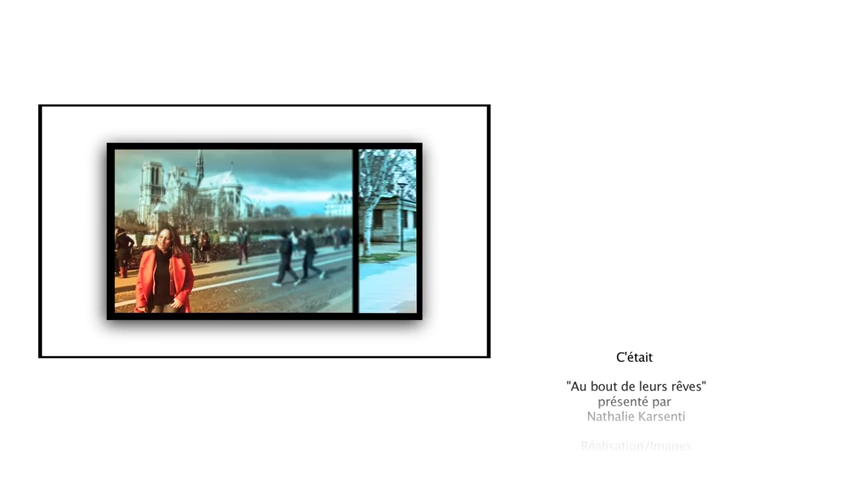 C'était
"Au bout de leurs rêves"
présenté par
Nathalie Karsenti
Réalisation/Images